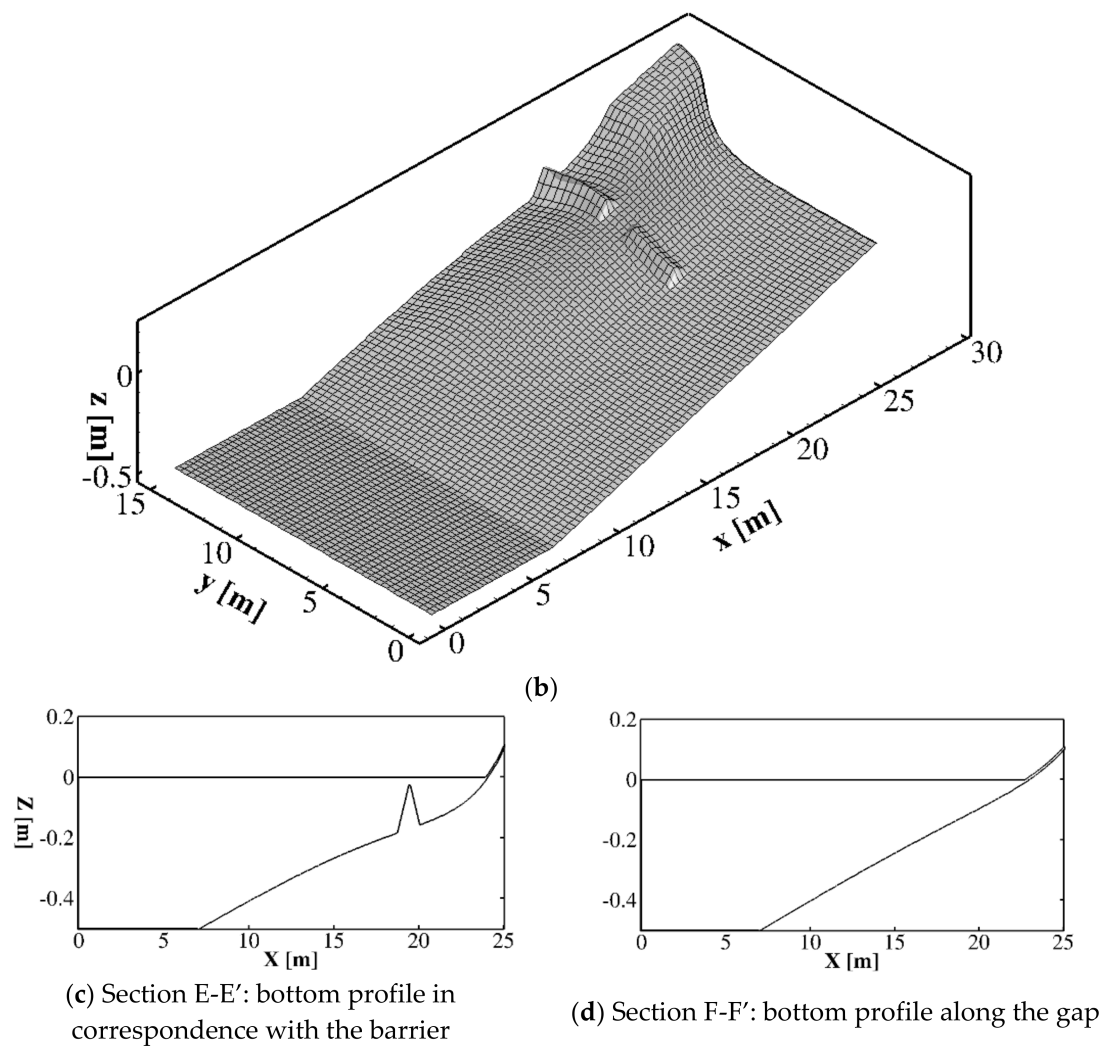 0
z [m]
-0.5
15
10
y [m]
5
0
0
5
10
15
x [m]
20
25
30
(b)
0.2
0
Z [m]
-0.2
-0.4
0 5 10 15 20 25
X [m]
0.2
0
-0.2
-0.4
0 5 10 15 20 25
X [m]
(c) Section E-E’: bottom profile in
correspondence with the barrier
(d) Section F-F’: bottom profile along the gap